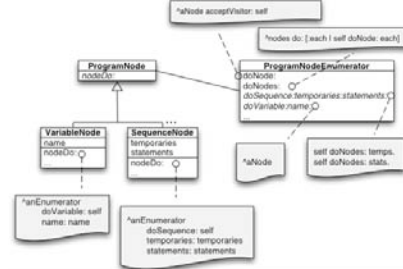 ^aNode acceptVisitor: self
^nodes do: [:each | self doNode: each]
ProgramNode
nodeDo:
ProgramNodeEnumerator
doNode:
doNodes:
doSequence:temporaries:statements:
doVariable:name:
...
VariableNode
name
nodeDo:
...
SequenceNode
temporaries
statements
nodeDo:
...
...
^aNode
self doNodes: temps.
self doNodes: stats.
^anEnumerator
doVariable: self
name: name
^anEnumerator
doSequence: self
temporaries: temporaries
statements: statements